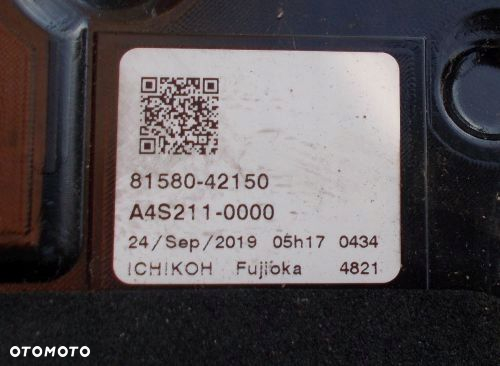 81580-42150
A4S211-0000
24/Sep/2019 05h17 0434
ICHIKOH Fujioka 4821
OTOMOTO